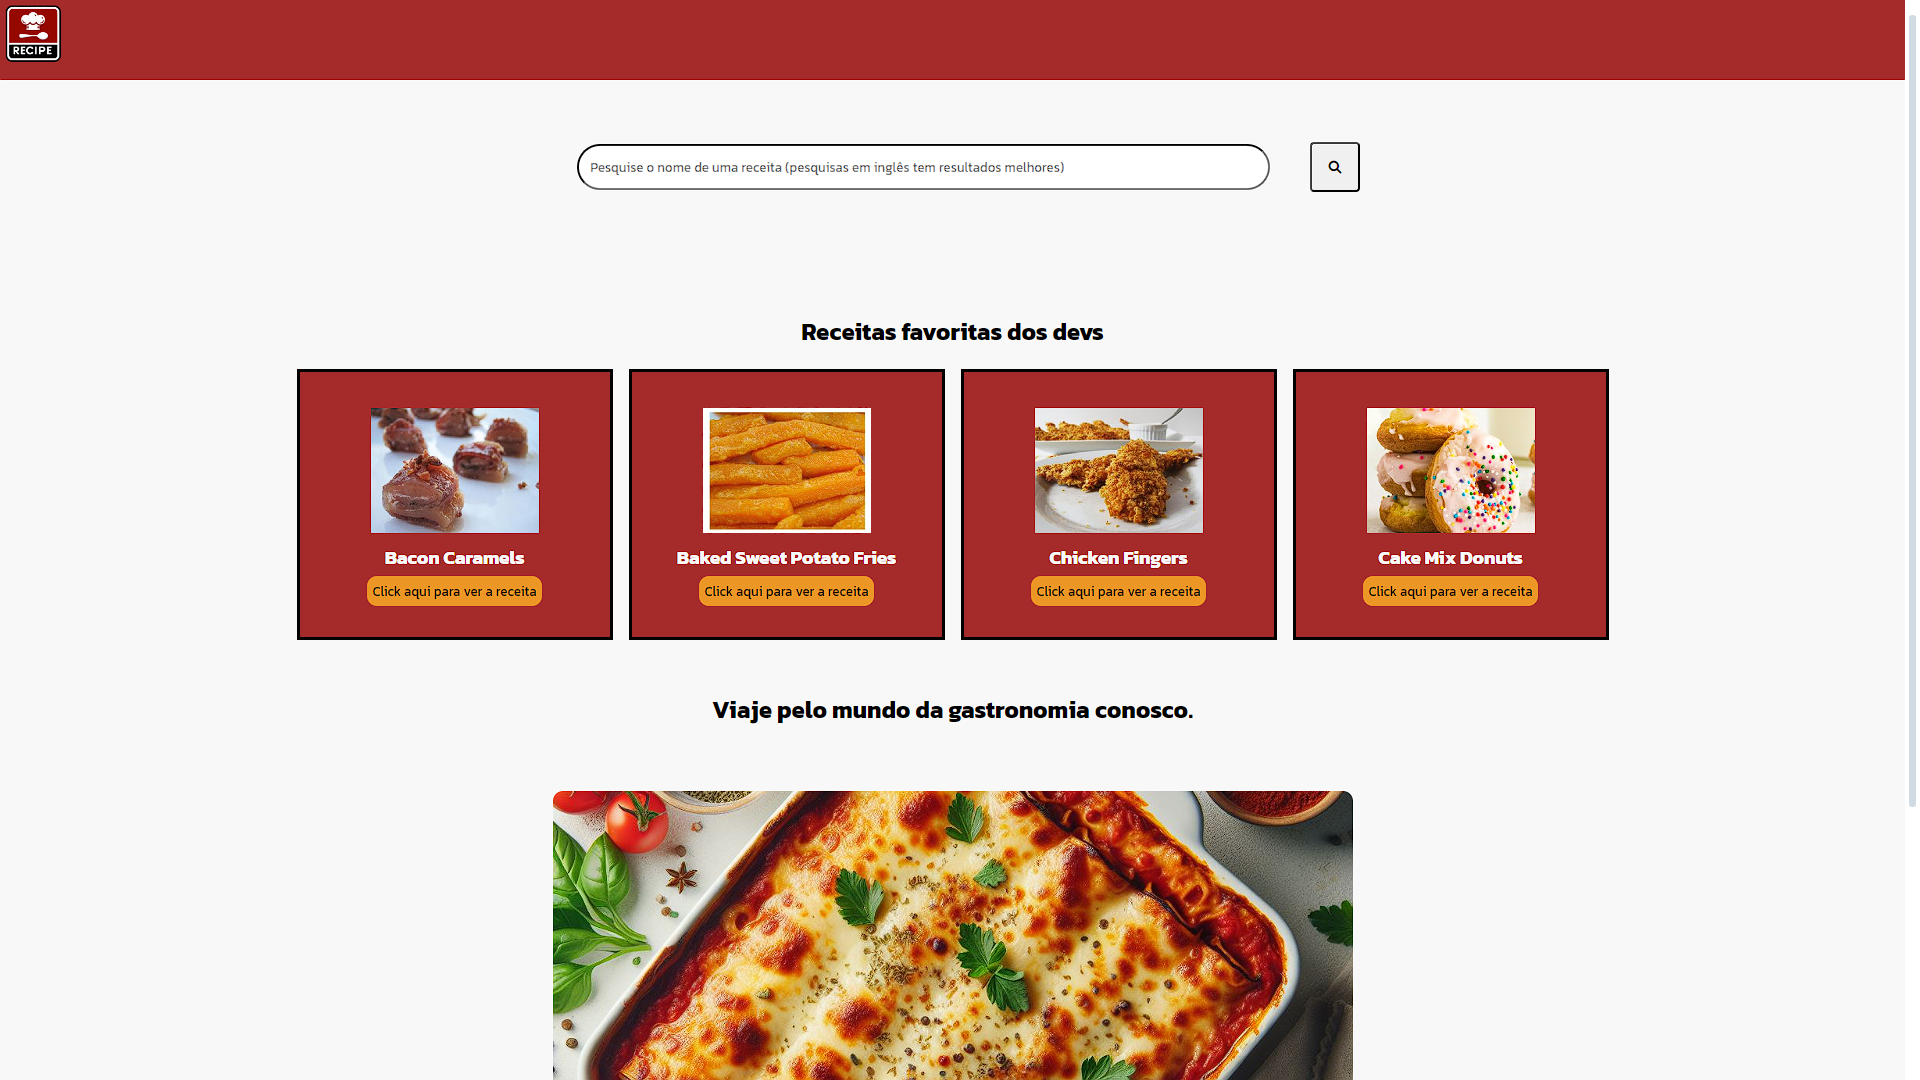 RECIPE
Pesquise o nome de uma receita (pesquisas em inglês tem resultados melhores)
Receitas favoritas dos devs
Bacon Caramels
Click aqui para ver a receita
Baked Sweet Potato Fries
Click aqui para ver a receita
Chicken Fingers
Click aqui para ver a receita
Cake Mix Donuts
Click aqui para ver a receita
Viaje pelo mundo da gastronomia conosco.